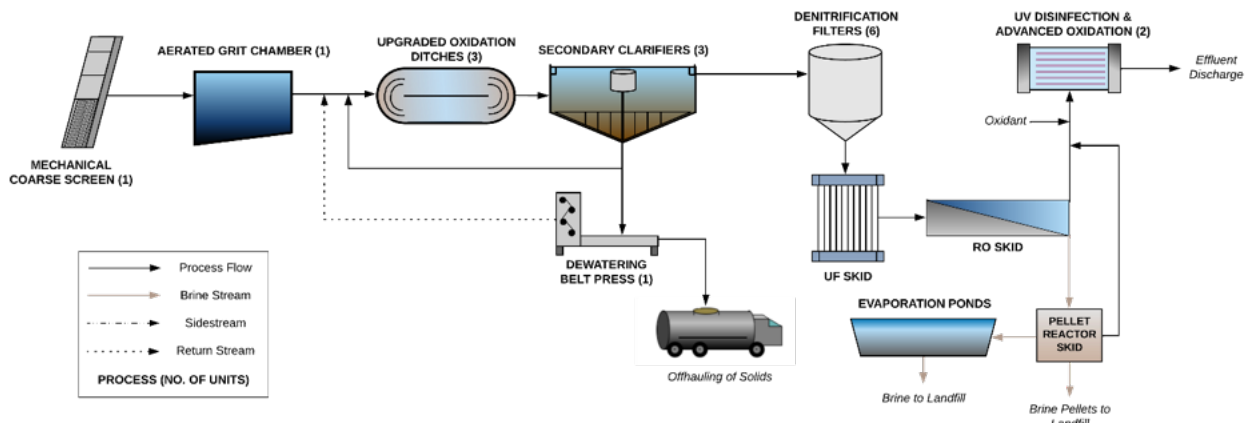 MECHANICAL
COARSE SCREEN (1)
AERATED GRIT CHAMBER (1)
UPGRADED OXIDATION
DITCHES (3)
SECONDARY CLARIFIERS (3)
DENITRIFICATION
FILTERS (6)
UV DISINFECTION &
ADVANCED OXIDATION (2)
Effluent
Discharge
Oxidant
UF SKID
RO SKID
DEWATERING
BELT PRESS (1)
Offhauling of Solids
EVAPORATION PONDS
PELLET
REACTOR
SKID
Brine to Landfill
Brine Pellets to
Landfill
Process Flow
Brine Stream
Sidestream
Return Stream
PROCESS (NO. OF UNITS)